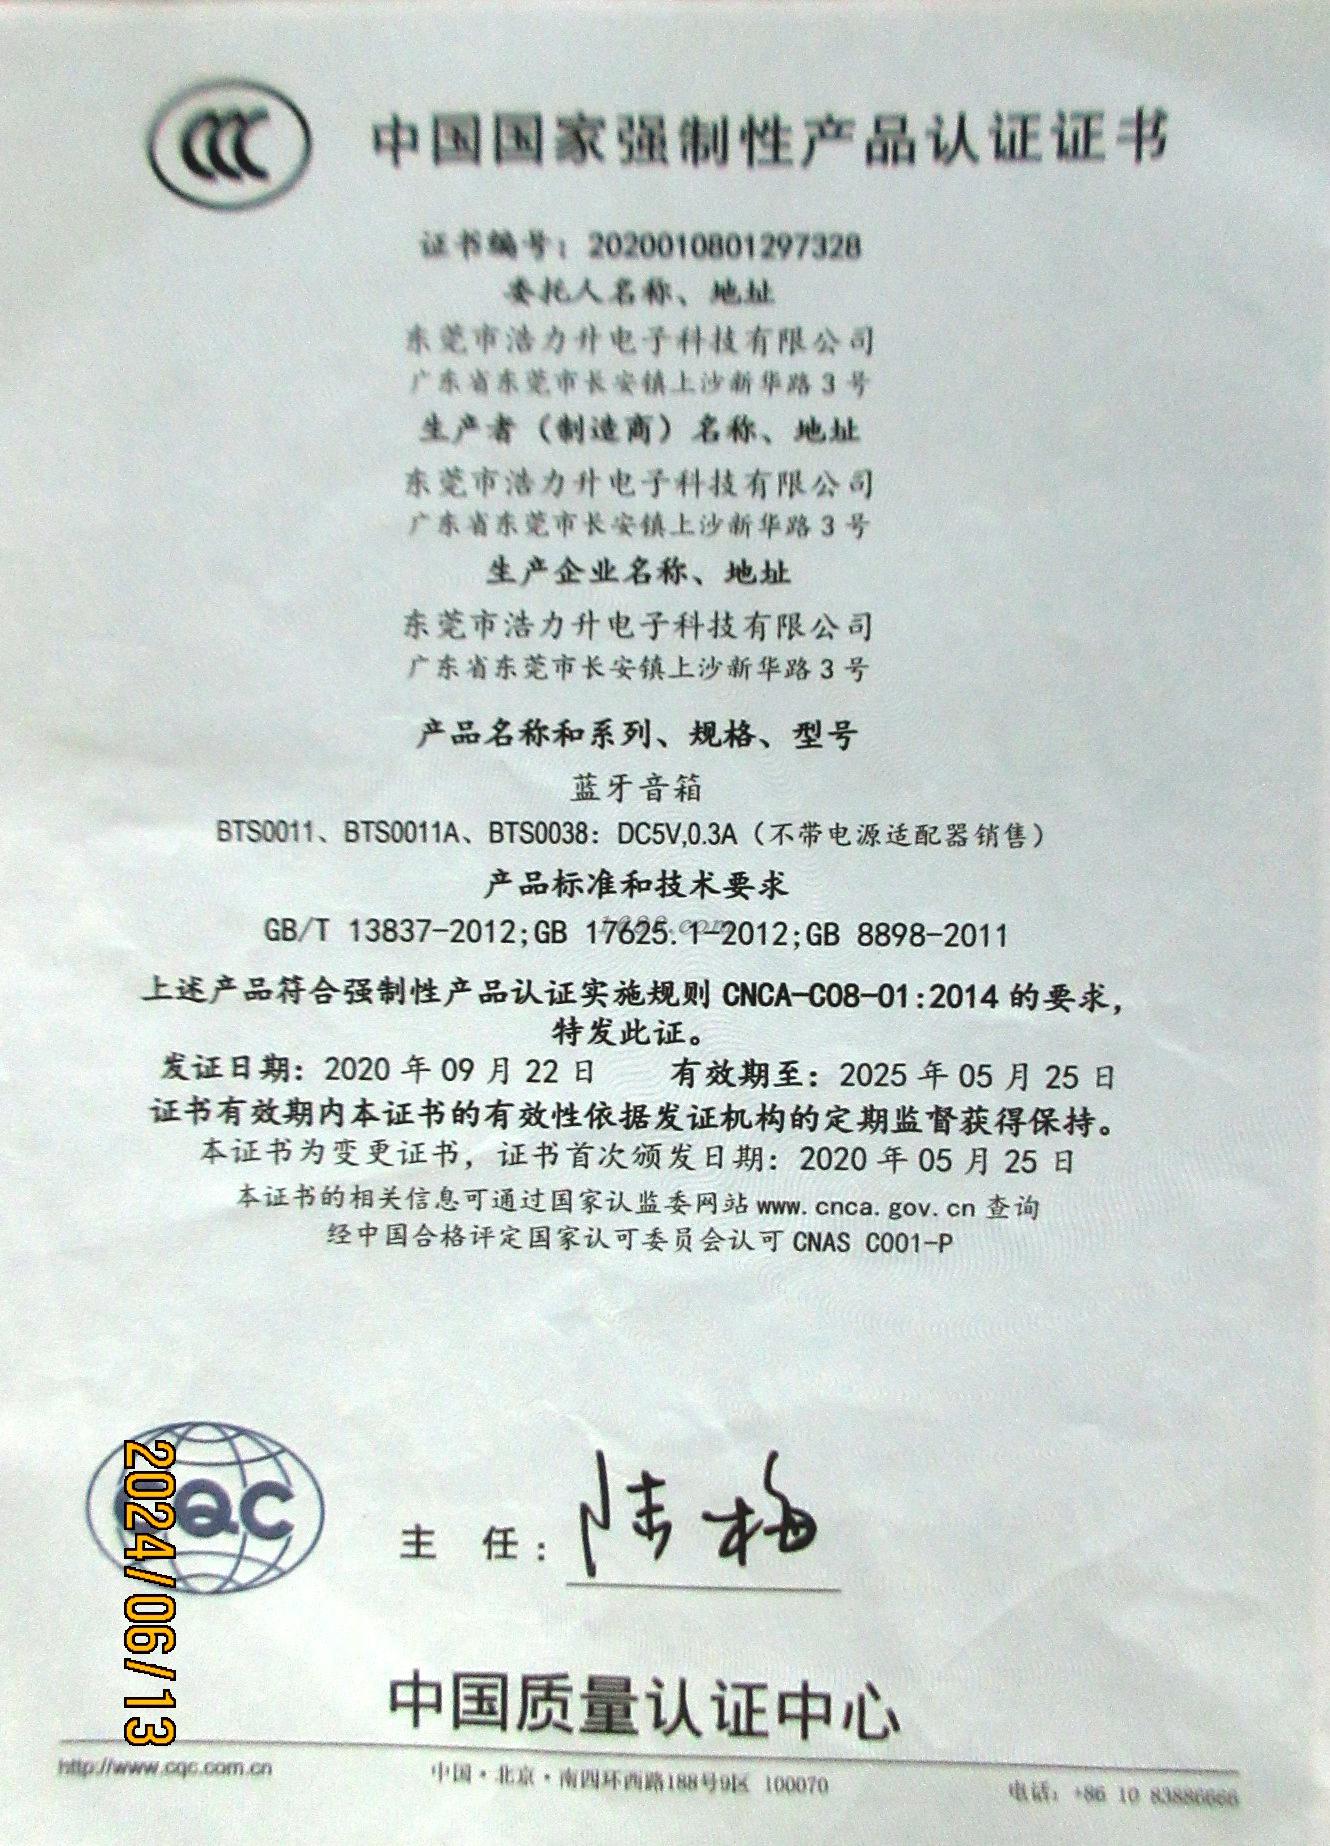 中国国家强制性产品认证证书
证书编号：2020010801297328
委托人名称、地址
东莞市浩力升电子科技有限公司
广东省东莞市长安镇上沙新华路 3 号
生产者（制造商）名称、地址
东莞市浩力升电子科技有限公司
广东省东莞市长安镇上沙新华路 3 号
生产企业名称、地址
东莞市浩力升电子科技有限公司
广东省东莞市长安镇上沙新华路 3 号
产品名称和系列、规格、型号
蓝牙音箱
BTS0011、BTS0011A、BTS0038：DC5V,0.3A（不带电源适配器销售）
产品标准和技术要求
GB/T 13837-2012;GB 17625.1-2012;GB 8898-2011
1688.com
上述产品符合强制性产品认证实施规则 CNCA-C08-01:2014 的要求，
特发此证。
发证日期：2020 年 09 月 22 日 有效期至：2025 年 05 月 25 日
证书有效期内本证书的有效性依据发证机构的定期监督获得保持。
本证书为变更证书，证书首次颁发日期：2020 年 05 月 25 日
本证书的相关信息可通过国家认监委网站 www.cnca.gov.cn 查询
经中国合格评定国家认可委员会认可 CNAS C001-P
CQC
2024/06/13
主 任：陆梅
中国质量认证中心
http://www.cqc.com.cn
中国·北京·南四环西路188号9区 100070
电话：+86 10 83886666